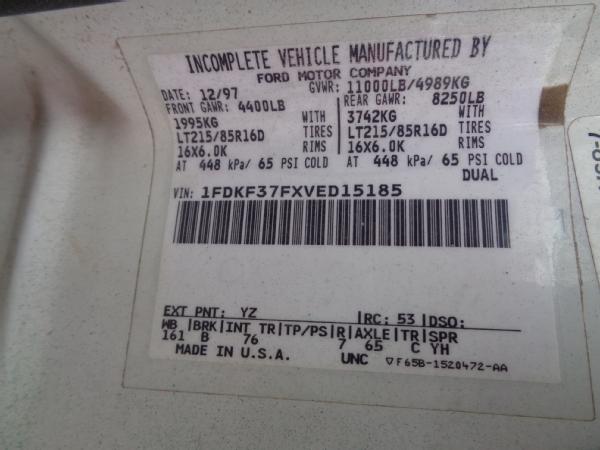 INCOMPLETE VEHICLE MANUFACTURED BY
FORD MOTOR COMPANY
DATE: 12/97 GVWR: 11000LB/4989KG
FRONT GAWR: 4400LB REAR GAWR: 8250LB
1995KG WITH 3742KG WITH
LT215/85R16D TIRES LT215/85R16D TIRES
16X6.0K RIMS 16X6.0K RIMS
AT 448 kPa/ 65 PSI COLD AT 448 kPa/ 65 PSI COLD
DUAL
VIN: 1FDKF37FXVED15185
EXT PNT: YZ |RC: 53 |DSO:
WB |BRK|INT TR|TP/PS|R|AXLE|TR|SPR
161 B 76 7 65 C YH
MADE IN U.S.A. UNC ▽F65B-1520472-AA